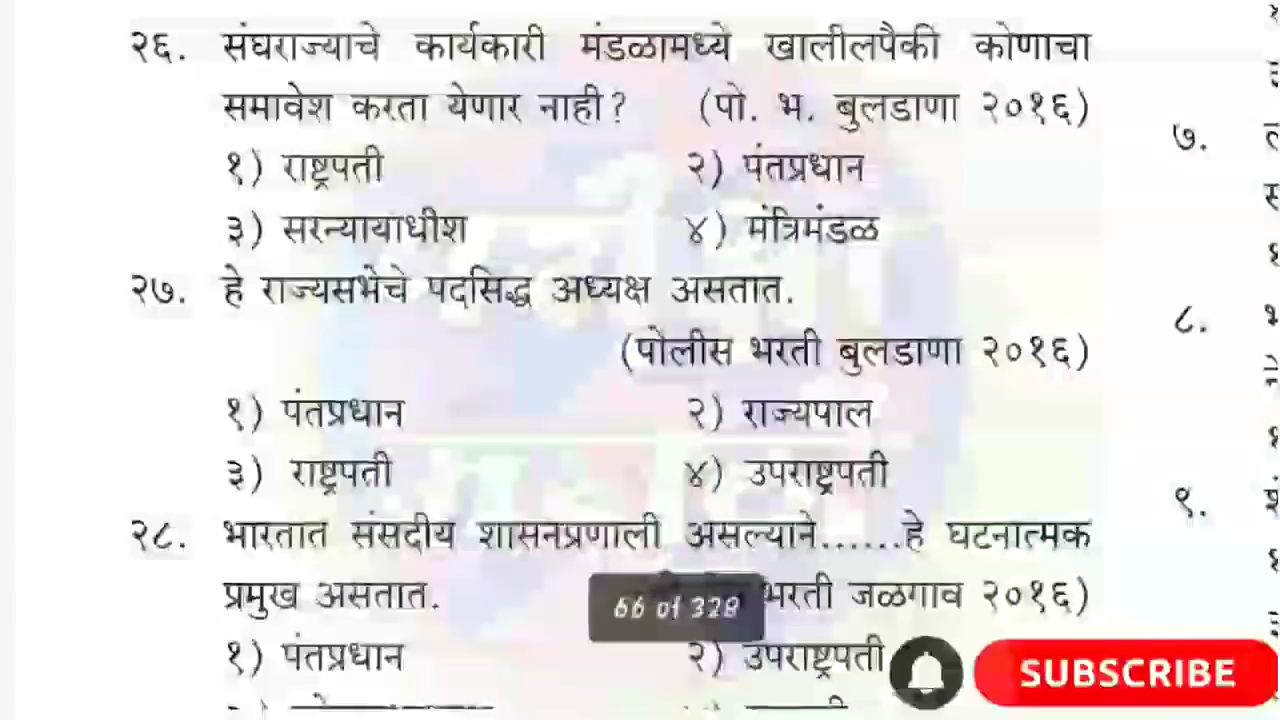 २६. संघराज्याचे कार्यकारी मंडळामध्ये खालीलपैकी कोणाचा
समावेश करता येणार नाही? (पो. भ. बुलडाणा २०१६)
१) राष्ट्रपती २) पंतप्रधान
३) सरन्यायाधीश ४) मंत्रिमंडळ
२७. हे राज्यसभेचे पदसिद्ध अध्यक्ष असतात.
(पोलीस भरती बुलडाणा २०१६)
१) पंतप्रधान २) राज्यपाल
३) राष्ट्रपती ४) उपराष्ट्रपती
२८. भारतात संसदीय शासनप्रणाली असल्याने......हे घटनात्मक
प्रमुख असतात. भरती जळगाव २०१६)
१) पंतप्रधान २) उपराष्ट्रपती
७.
८.
९.
66 of 328
SUBSCRIBE